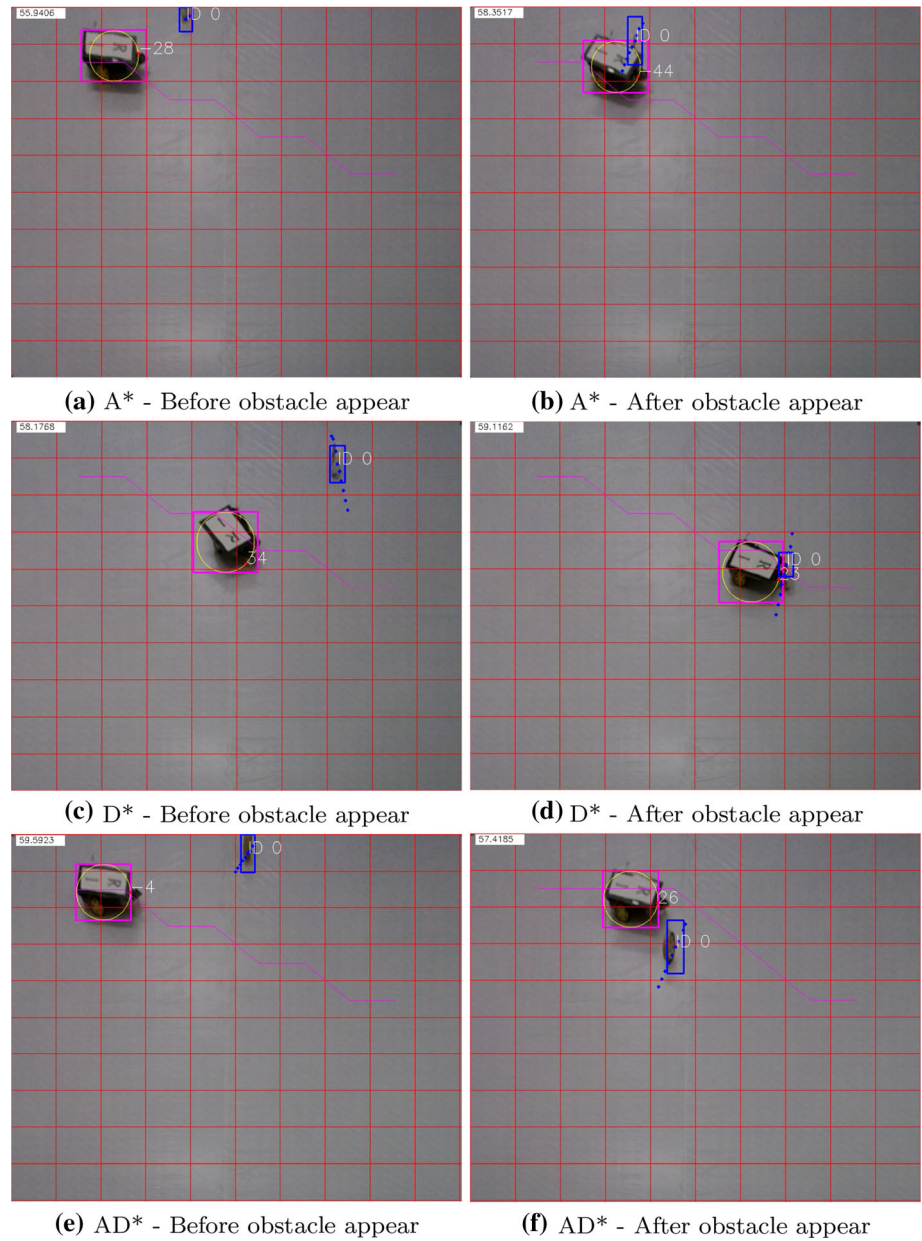 55.9406
ID 0
-28
R
I
58.3517
ID 0
-44
R
I
(a) A* - Before obstacle appear
(b) A* - After obstacle appear
58.1768
ID 0
R
I
34
59.1162
ID 0
R
I
23
(c) D* - Before obstacle appear
(d) D* - After obstacle appear
59.5923
ID 0
-4
R
I
57.4185
R
I
26
ID 0
(e) AD* - Before obstacle appear
(f) AD* - After obstacle appear